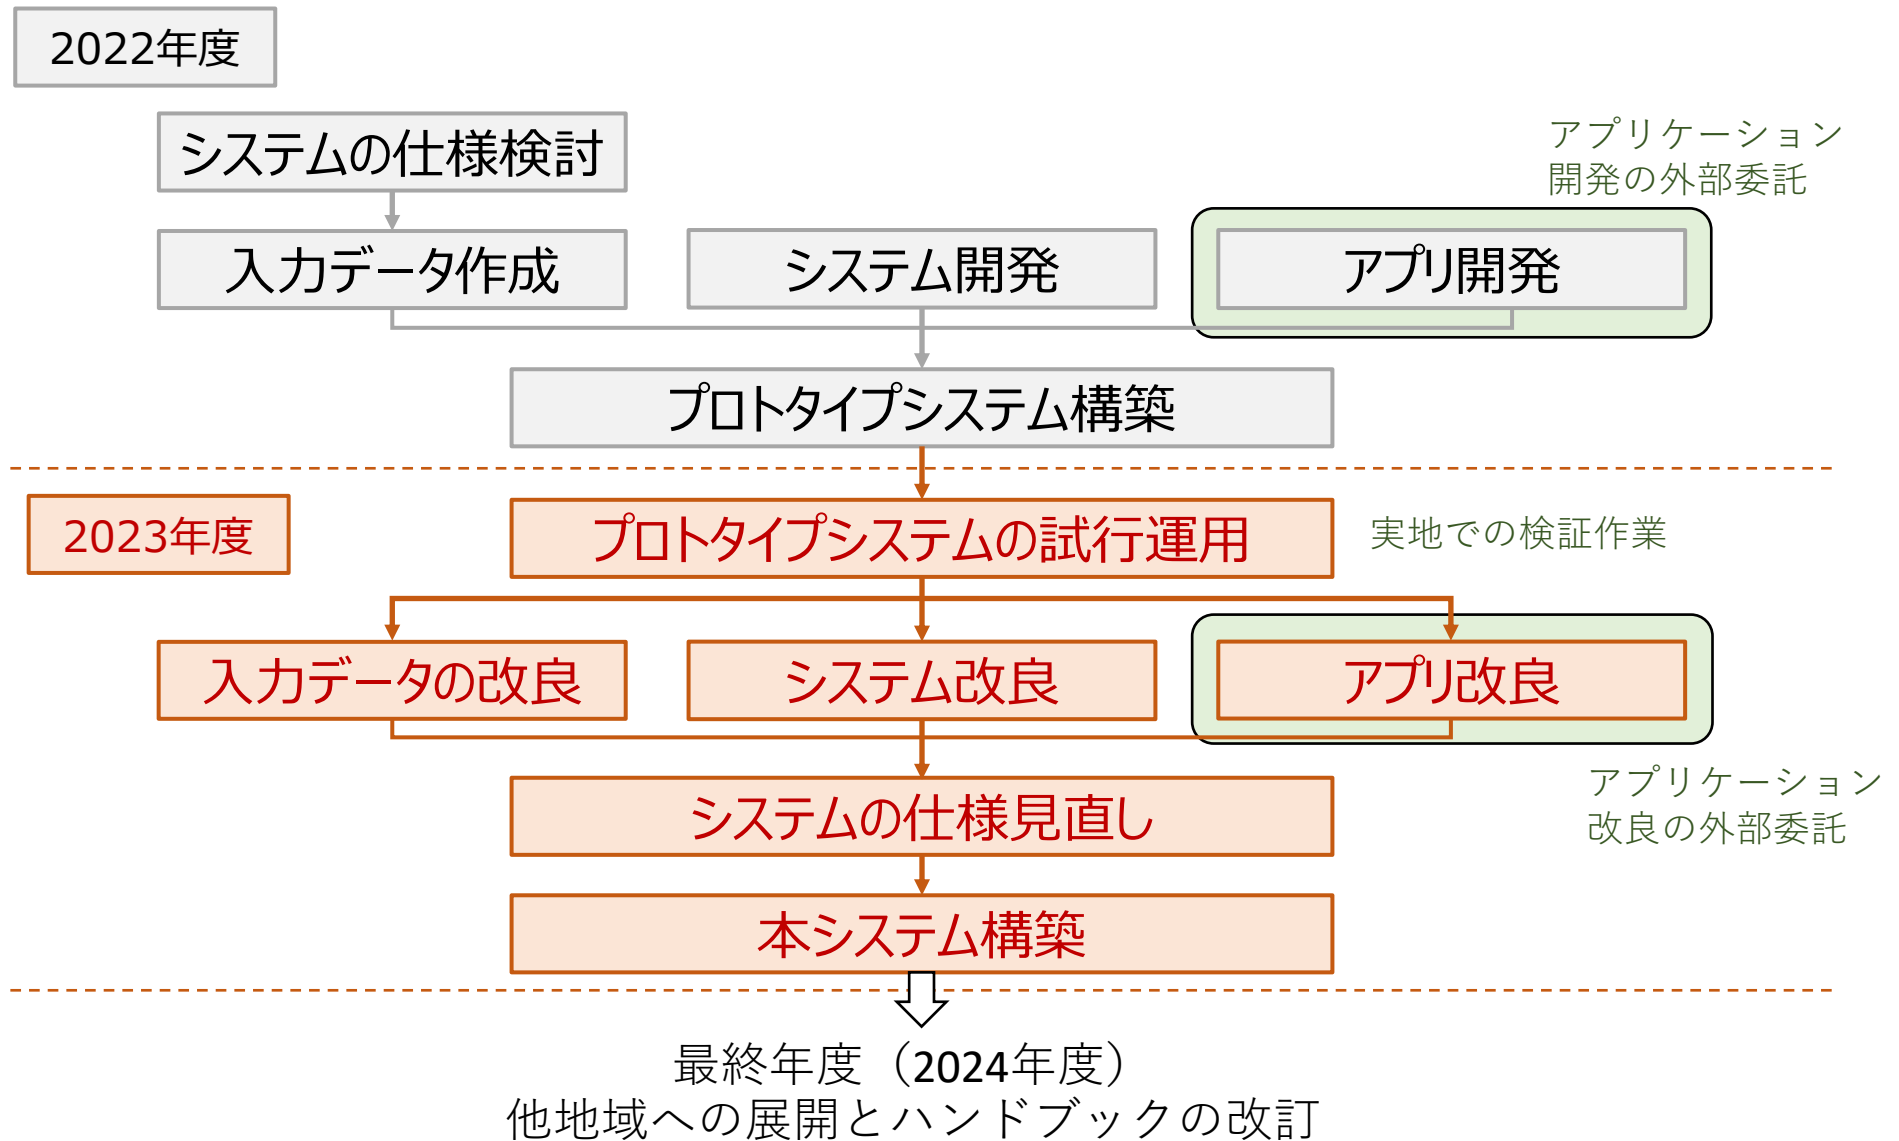 2022年度
システムの仕様検討
アプリケーション
開発の外部委託
入力データ作成
システム開発
アプリ開発
プロトタイプシステム構築
2023年度
プロトタイプシステムの試行運用
実地での検証作業
入力データの改良
システム改良
アプリ改良
アプリケーション
改良の外部委託
システムの仕様見直し
本システム構築
最終年度（2024年度）
他地域への展開とハンドブックの改訂